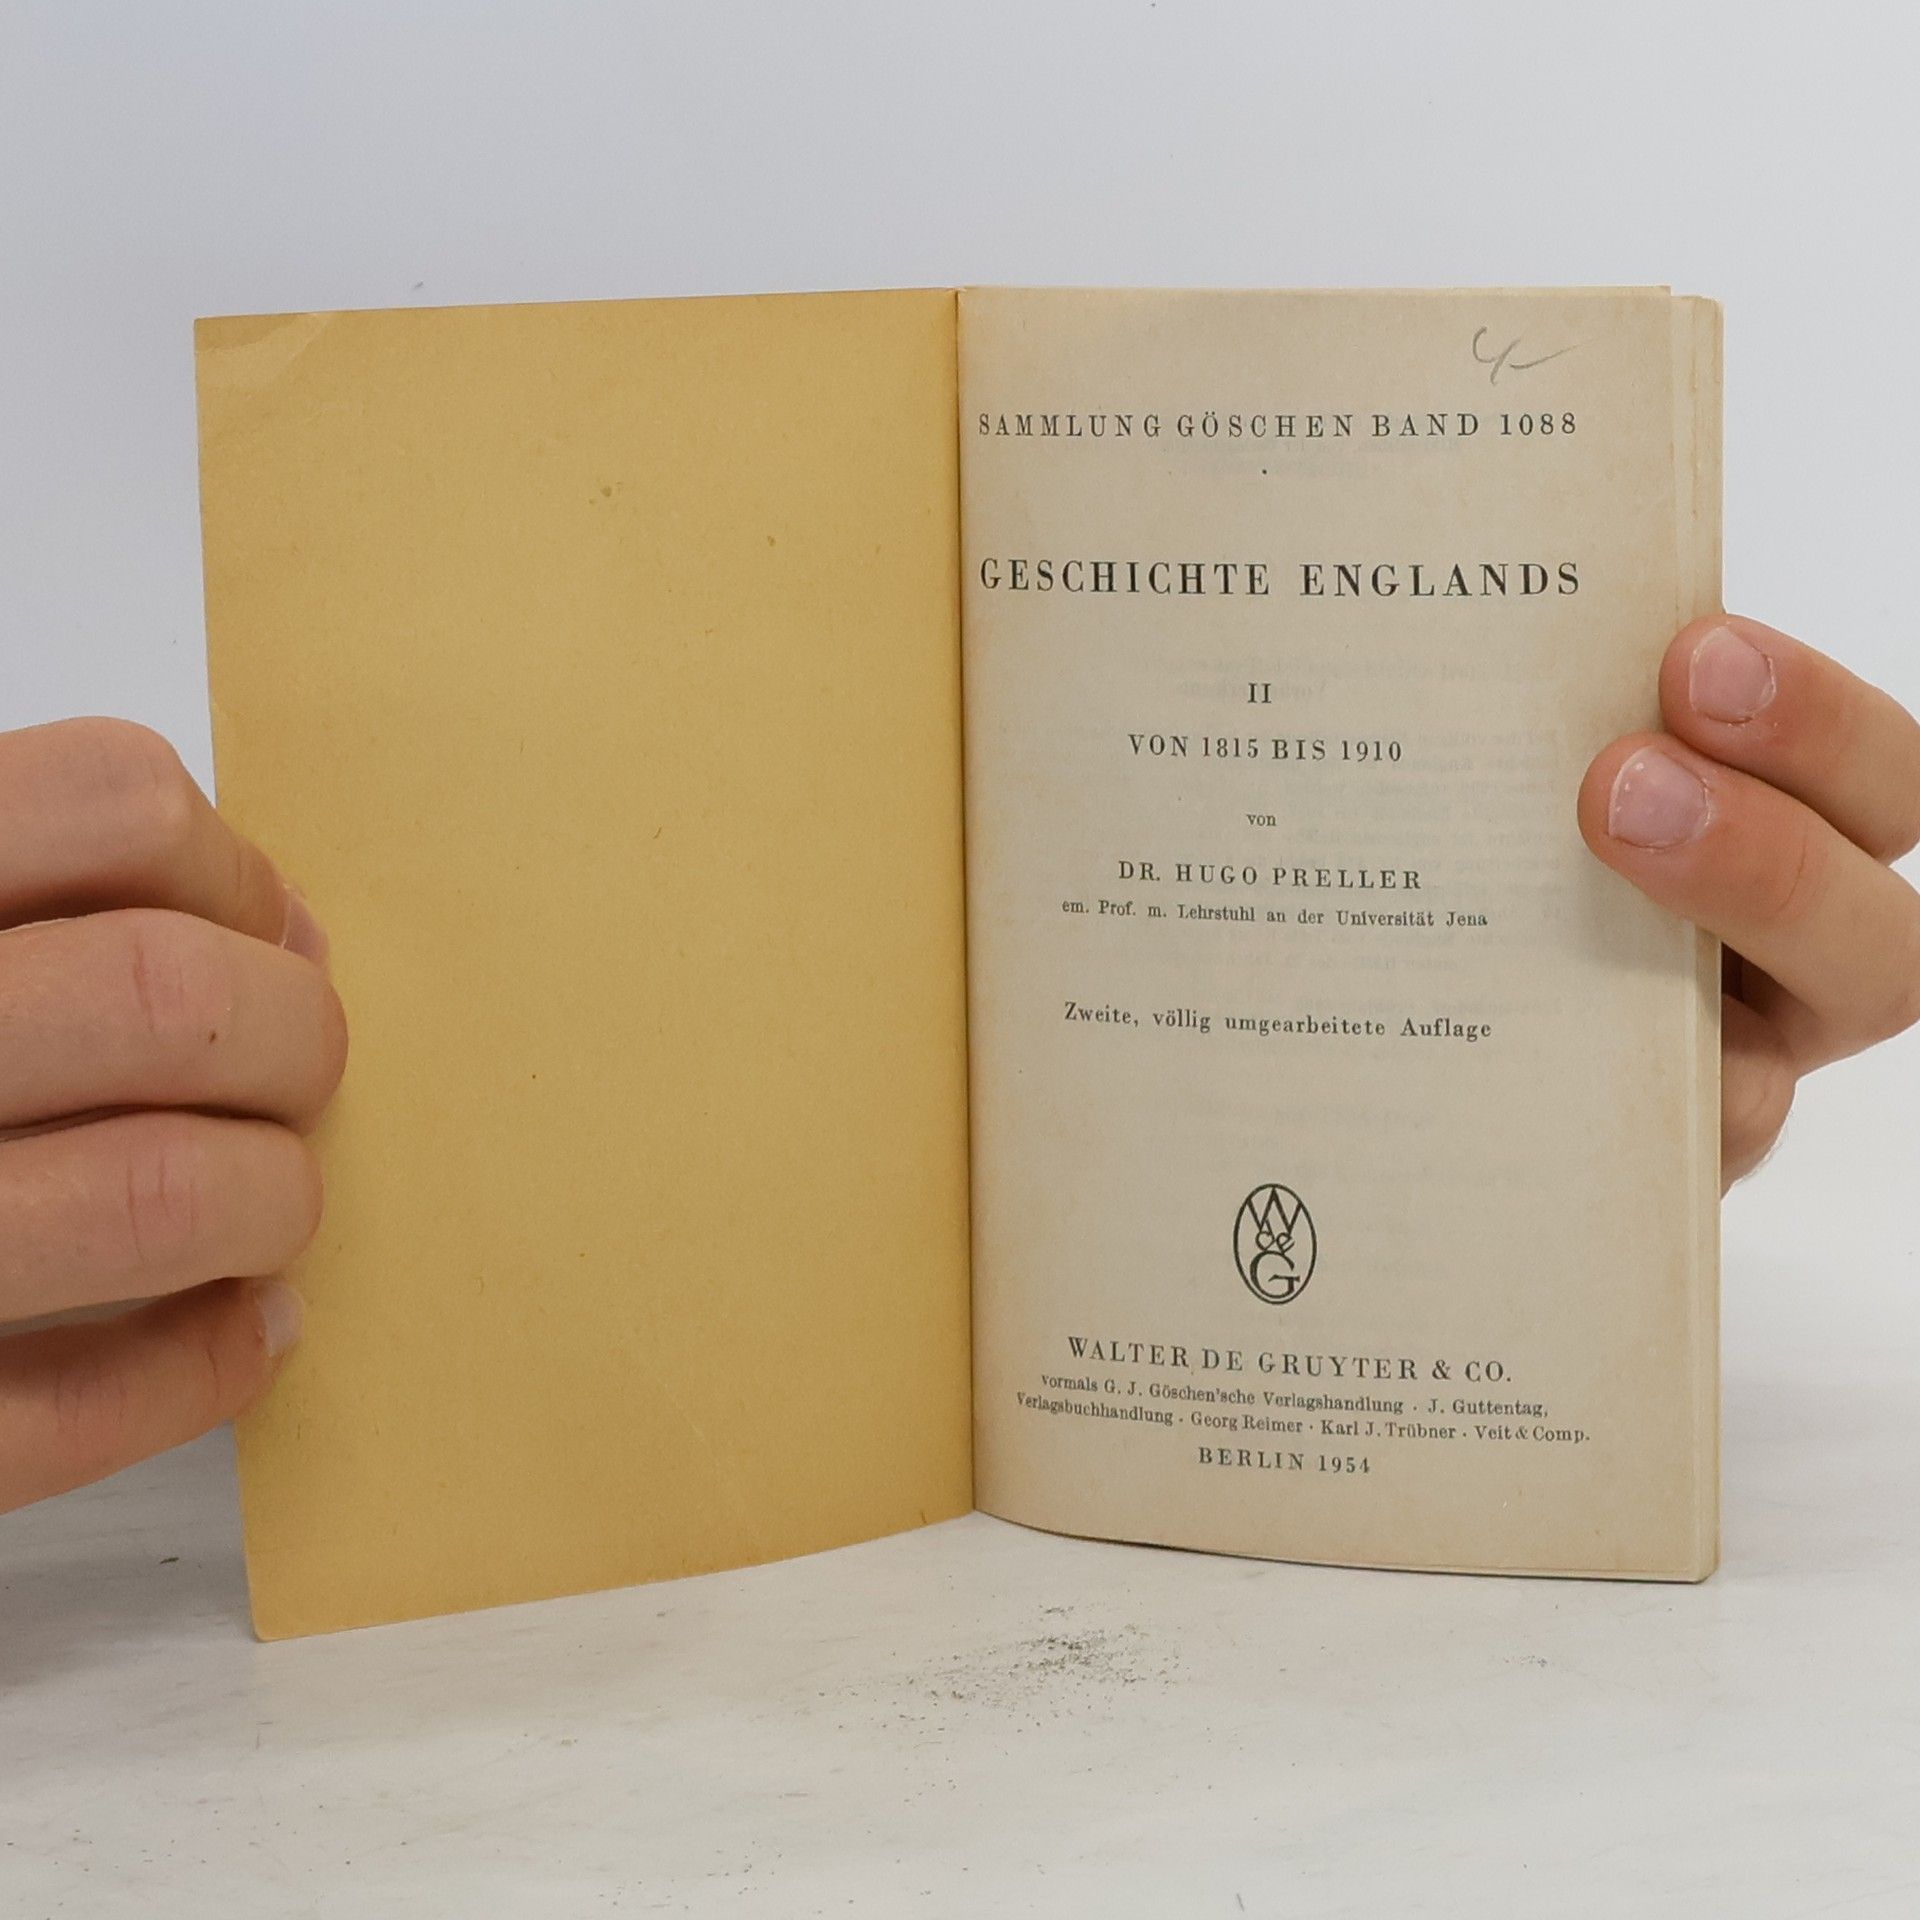 4-
SAMMLUNG GÖSCHEN BAND 1088
GESCHICHTE ENGLANDS
II
VON 1815 BIS 1910
von
DR. HUGO PRELLER
em. Prof. m. Lehrstuhl an der Universität Jena
Zweite, völlig umgearbeitete Auflage
W
de
G
WALTER DE GRUYTER & CO.
vormals G. J. Göschen'sche Verlagshandlung · J. Guttentag,
Verlagsbuchhandlung · Georg Reimer · Karl J. Trübner · Veit & Comp.
BERLIN 1954